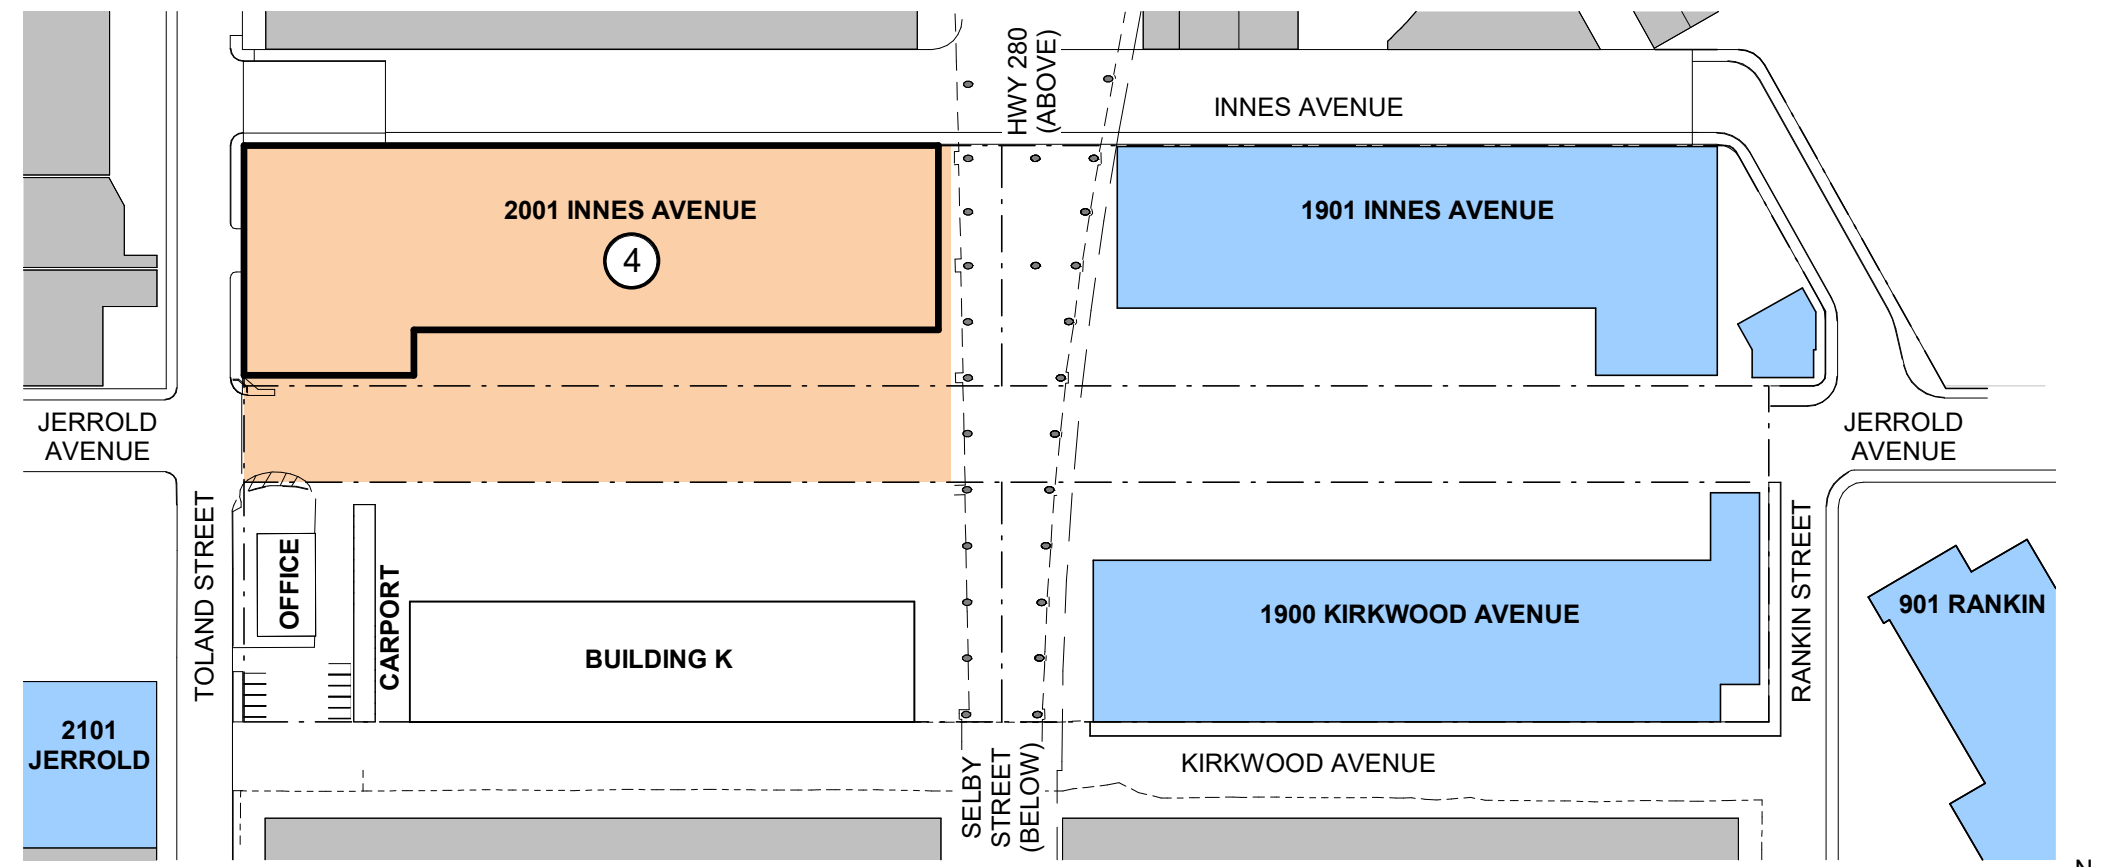 HWY 280
(ABOVE)
INNES AVENUE
2001 INNES AVENUE
4
1901 INNES AVENUE
JERROLD
AVENUE
JERROLD
AVENUE
TOLAND STREET
OFFICE
CARPORT
BUILDING K
1900 KIRKWOOD AVENUE
RANKIN STREET
901 RANKIN
2101
JERROLD
SELBY
STREET
(BELOW)
KIRKWOOD AVENUE
N